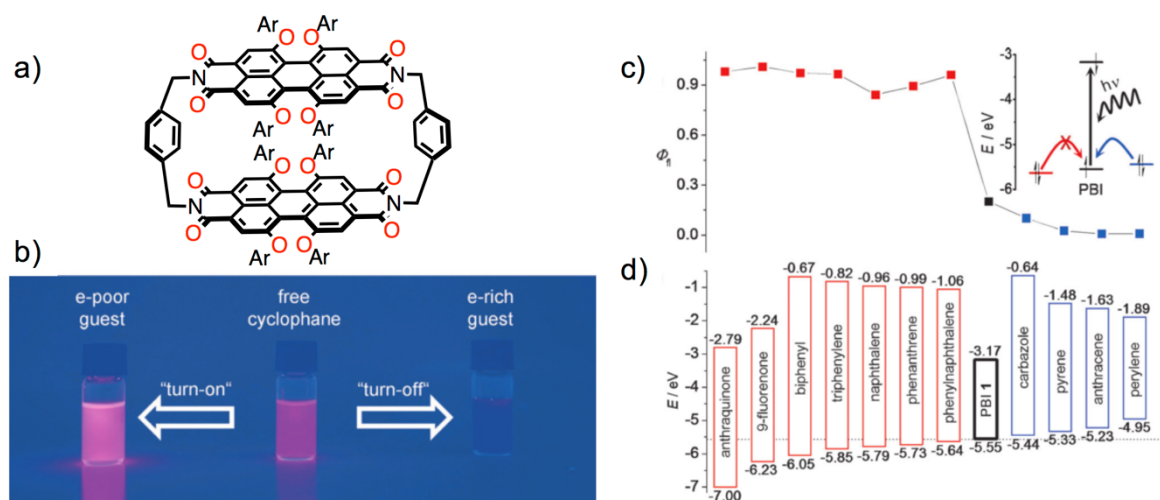 a)
Ar
O
Ar
O
O
O
N
N
O
O
O
Ar
O
Ar
Ar
O
Ar
O
O
O
N
N
O
O
O
Ar
O
Ar
b)
e-poor
guest
free
cyclophane
e-rich
guest
“turn-on“
“turn-off“
c)
0.9
0.6
0.3
0.0
Φfl
-3
-4
-5
-6
E / eV
hν
X
PBI
d)
-1
-2
-3
-4
-5
-6
-7
E / eV
-2.79
anthraquinone
-7.00
-2.24
9-fluorenone
-6.23
-0.67
biphenyl
-6.05
-0.82
triphenylene
-5.85
-0.96
naphthalene
-5.79
-0.99
phenanthrene
-5.73
-1.06
phenylnaphthalene
-5.64
-3.17
PBI 1
-5.55
-0.64
carbazole
-5.44
-1.48
pyrene
-5.33
-1.63
anthracene
-5.23
-1.89
perylene
-4.95